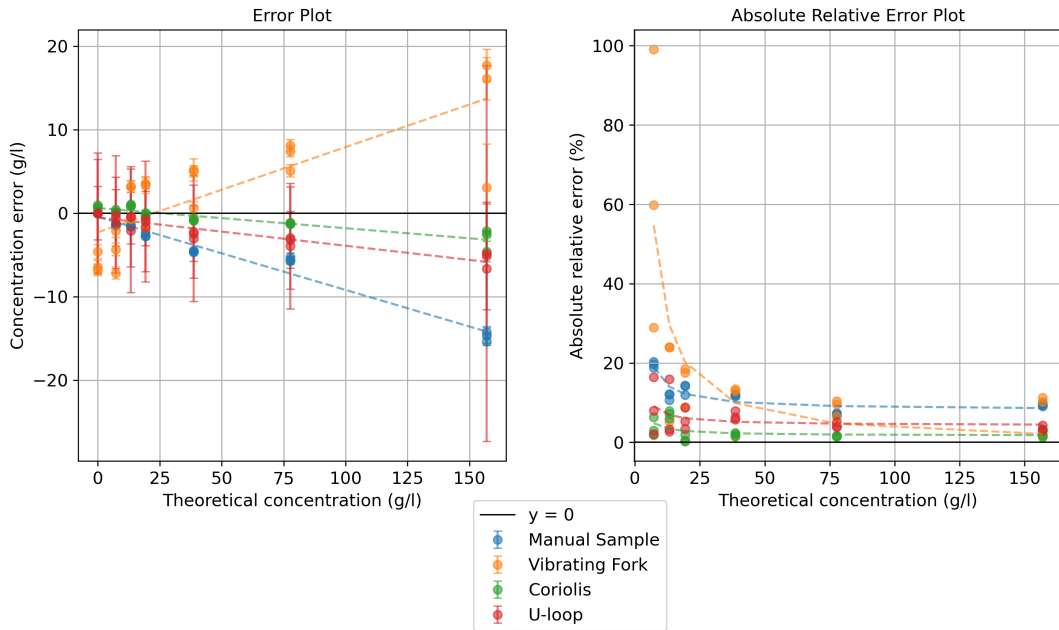 Error Plot
Concentration error (g/l)
20
10
0
−10
−20
0
25
50
75
100
125
150
Theoretical concentration (g/l)
Absolute Relative Error Plot
Absolute relative error (%)
100
80
60
40
20
0
0
25
50
75
100
125
150
Theoretical concentration (g/l)
y = 0
Manual Sample
Vibrating Fork
Coriolis
U-loop